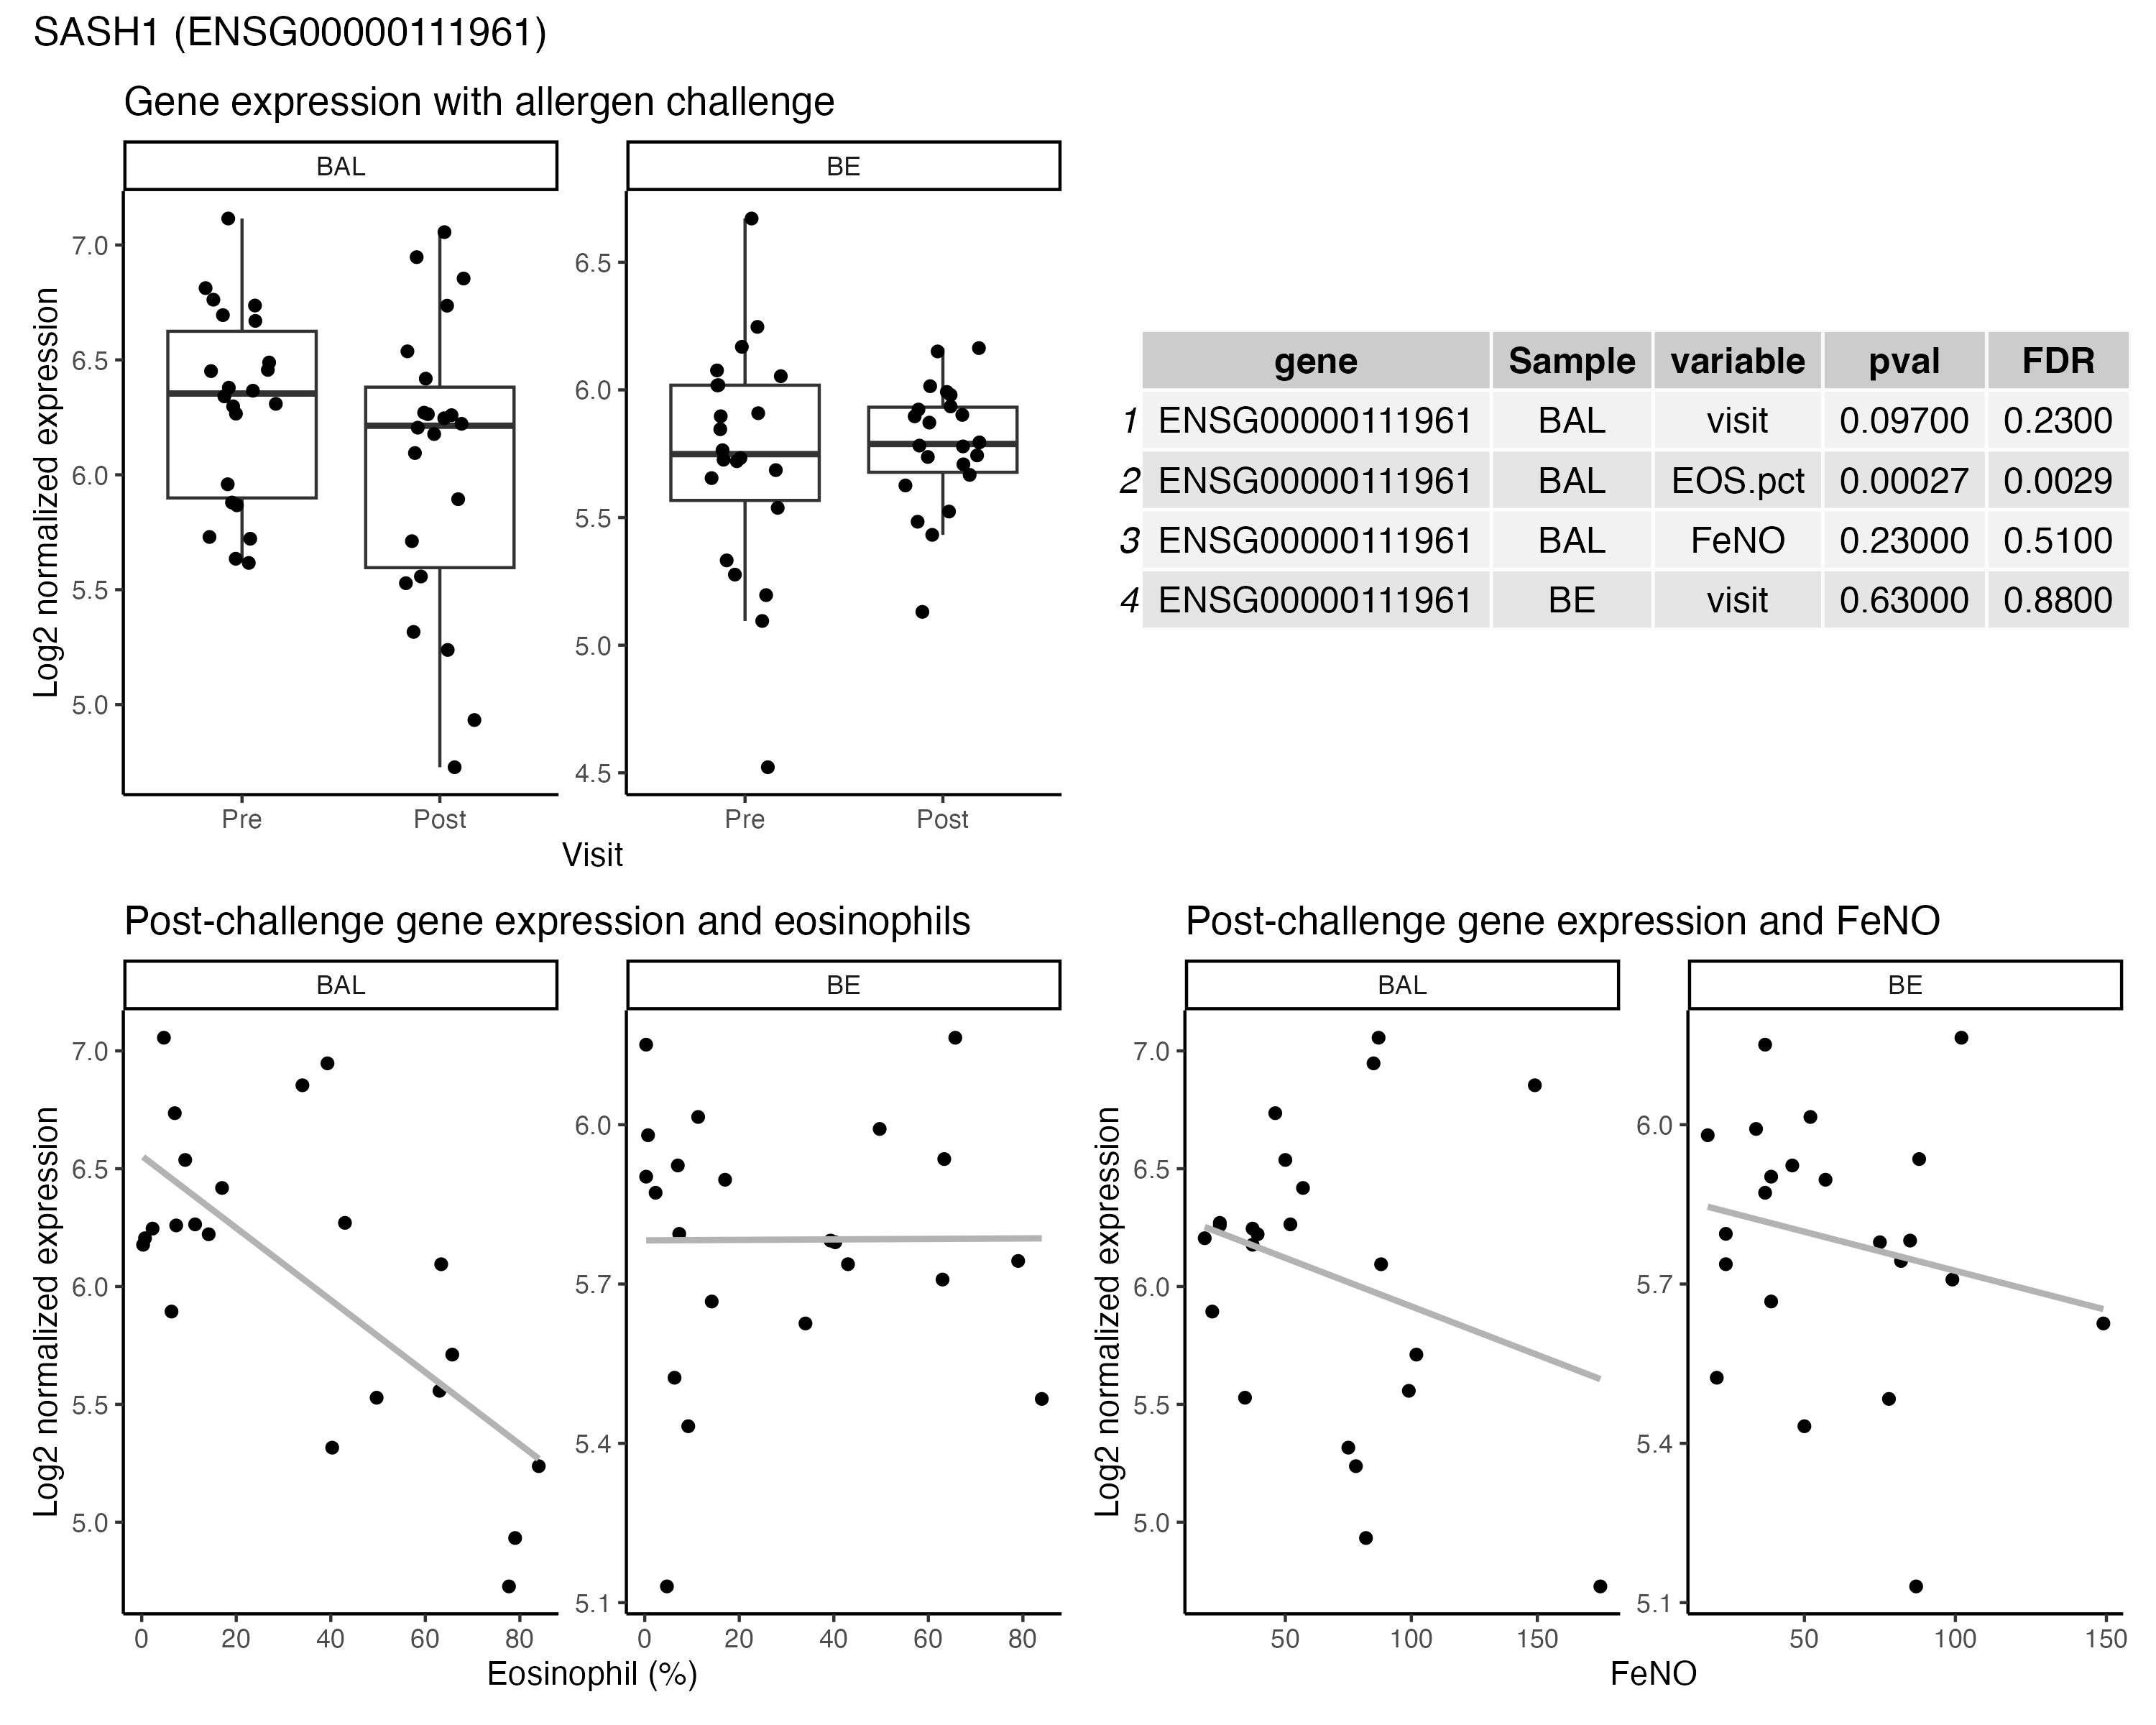 SASH1 (ENSG00000111961)
Gene expression with allergen challenge
BAL
BE
Log2 normalized expression
7.0
6.5
6.0
5.5
5.0
6.5
6.0
5.5
5.0
4.5
Pre
Post
Pre
Post
Visit
gene Sample variable pval FDR
1 ENSG00000111961 BAL visit 0.09700 0.2300
2 ENSG00000111961 BAL EOS.pct 0.00027 0.0029
3 ENSG00000111961 BAL FeNO 0.23000 0.5100
4 ENSG00000111961 BE visit 0.63000 0.8800
Post-challenge gene expression and eosinophils
BAL
BE
Log2 normalized expression
7.0
6.5
6.0
5.5
5.0
6.0
5.7
5.4
5.1
0 20 40 60 80
0 20 40 60 80
Eosinophil (%)
Post-challenge gene expression and FeNO
BAL
BE
Log2 normalized expression
7.0
6.5
6.0
5.5
5.0
6.0
5.7
5.4
5.1
50 100 150
50 100 150
FeNO